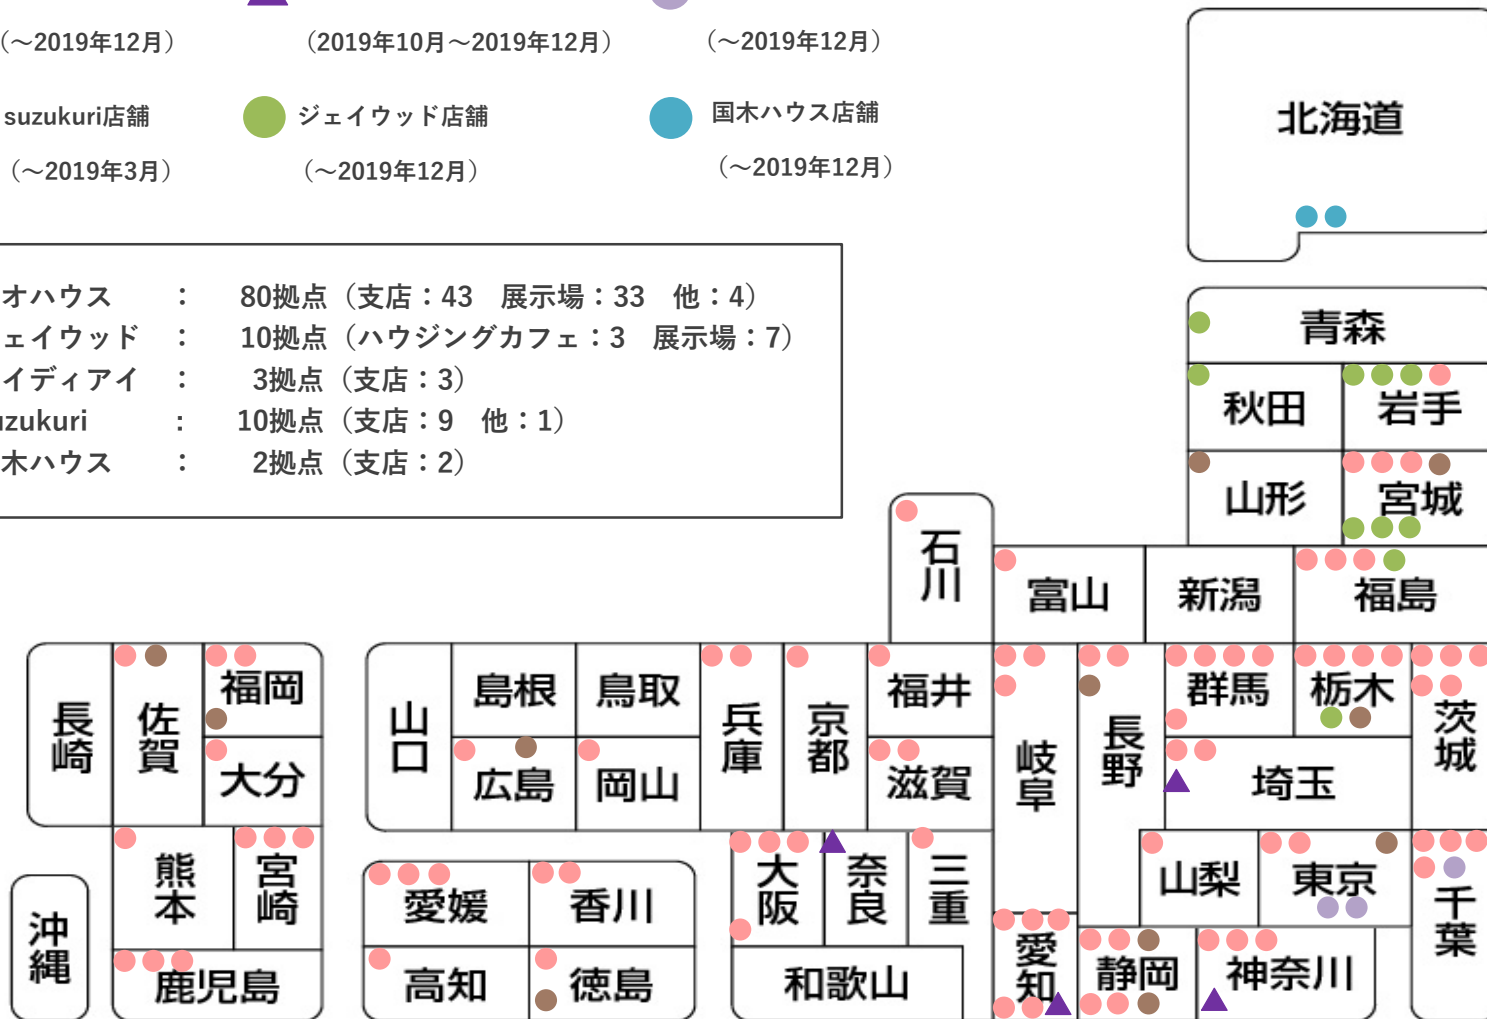 （～2019年12月）
（2019年10月～2019年12月）
（～2019年12月）
suzukuri店舗
ジェイウッド店舗
国木ハウス店舗
（～2019年3月）
（～2019年12月）
（～2019年12月）
オハウス ： 80拠点（支店：43 展示場：33 他：4）
ェイウッド ： 10拠点（ハウジングカフェ：3 展示場：7）
イディアイ ： 3拠点（支店：3）
uzukuri : 10拠点（支店：9 他：1）
木ハウス ： 2拠点（支店：2）
北海道
青森
秋田
岩手
山形
宮城
石川
富山
新潟
福島
長崎
佐賀
福岡
大分
熊本
宮崎
鹿児島
沖縄
山口
島根
鳥取
広島
岡山
兵庫
京都
福井
滋賀
岐阜
長野
群馬
栃木
茨城
埼玉
愛媛
香川
高知
徳島
大阪
奈良
三重
和歌山
愛知
静岡
山梨
東京
神奈川
千葉